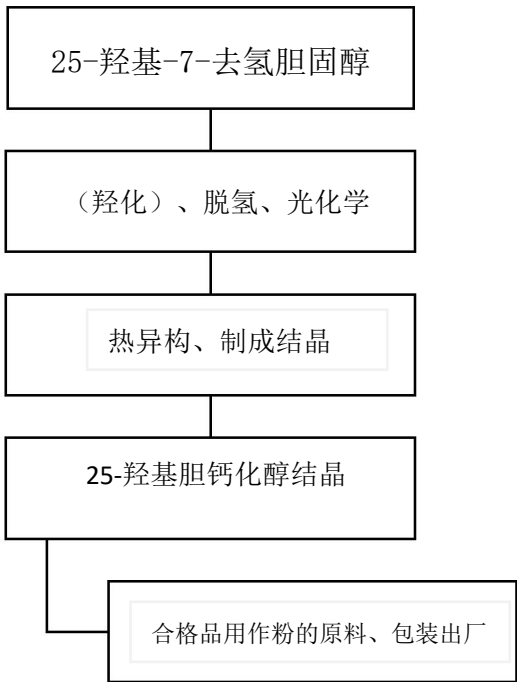 25-羟基-7-去氢胆固醇
（羟化）、脱氢、光化学
热异构、制成结晶
25-羟基胆钙化醇结晶
合格品用作粉的原料、包装出厂